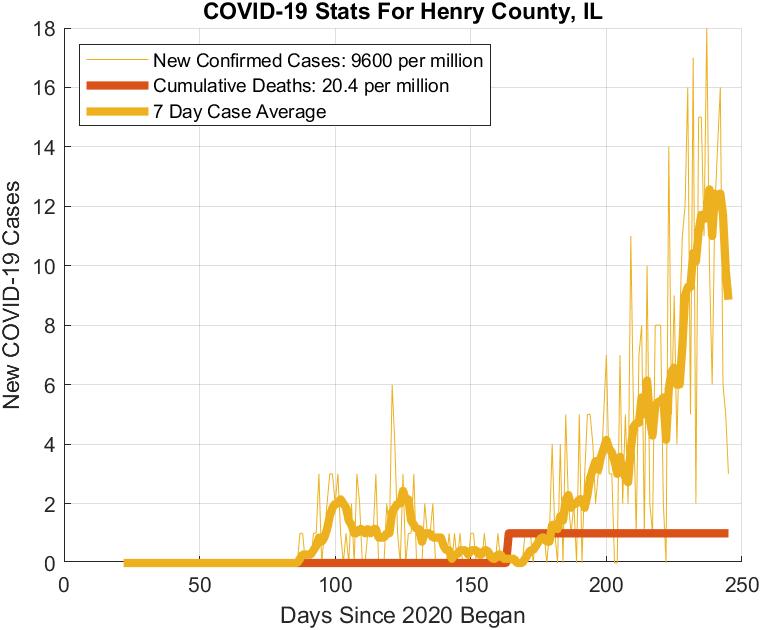 COVID-19 Stats For Henry County, IL
New Confirmed Cases: 9600 per million
Cumulative Deaths: 20.4 per million
7 Day Case Average
New COVID-19 Cases
18
16
14
12
10
8
6
4
2
0
0 50 100 150 200 250
Days Since 2020 Began